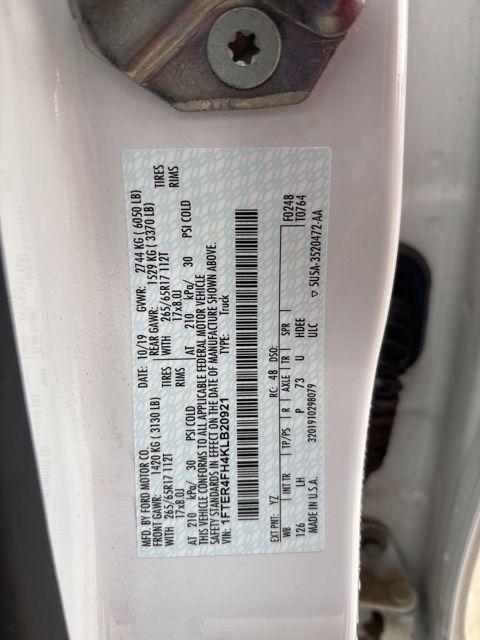 MFD. BY FORD MOTOR CO. DATE: 10/19 GVWR: 2744 KG ( 6050 LB)
FRONT GAWR: 1420 KG ( 3130 LB) REAR GAWR: 1529 KG ( 3370 LB)
WITH 265/65R17 112T TIRES WITH 265/65R17 112T TIRES
17x8.0J RIMS 17x8.0J RIMS
AT 210 kPa/ 30 PSI COLD AT 210 kPa/ 30 PSI COLD
THIS VEHICLE CONFORMS TO ALL APPLICABLE FEDERAL MOTOR VEHICLE
SAFETY STANDARDS IN EFFECT ON THE DATE OF MANUFACTURE SHOWN ABOVE.
VIN: 1FTER4FH4KLB20921 TYPE: Truck
EXT PNT: YZ RC: 48 DSO: F0248
WB INT TR TP/PS R AXLE TR SPR T0764
126 LH P 73 U HDEE
ULC
MADE IN U.S.A. 3201910298079 ▽ 5U5A-3520472-AA